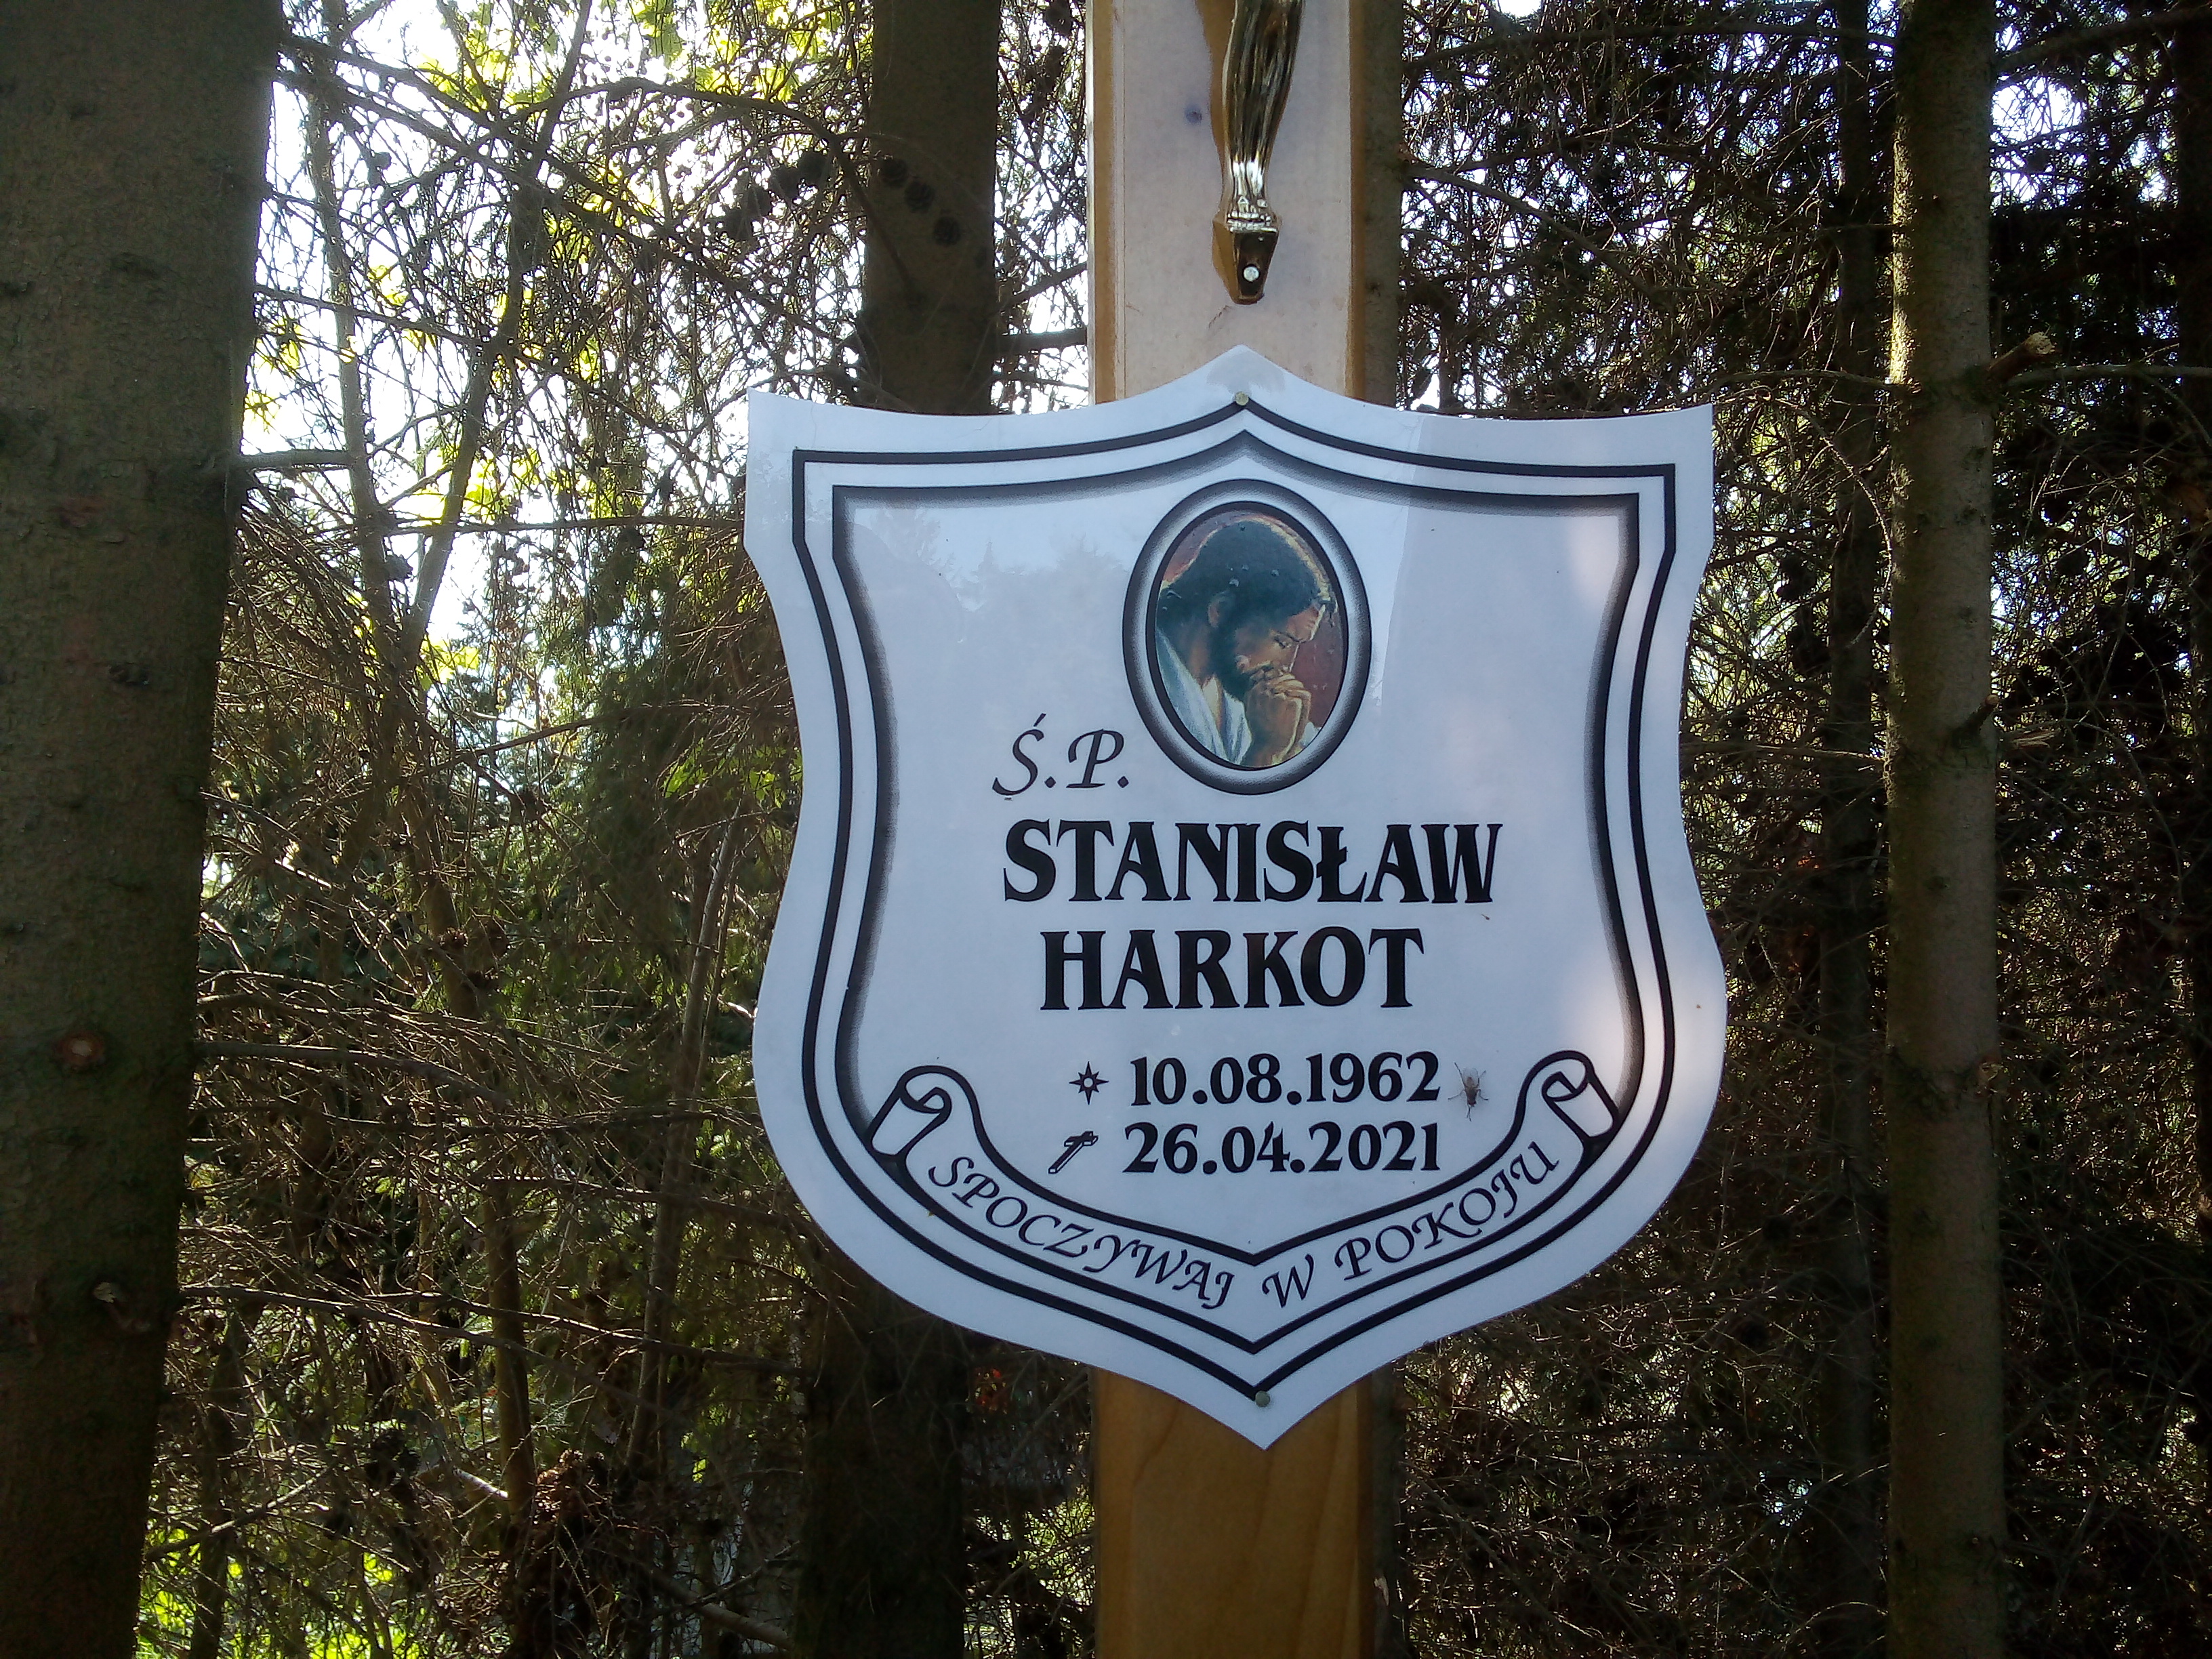 Ś.P.
STANISŁAW
HARKOT
10.08.1962
26.04.2021
SPOCZYWAJ W POKOJU